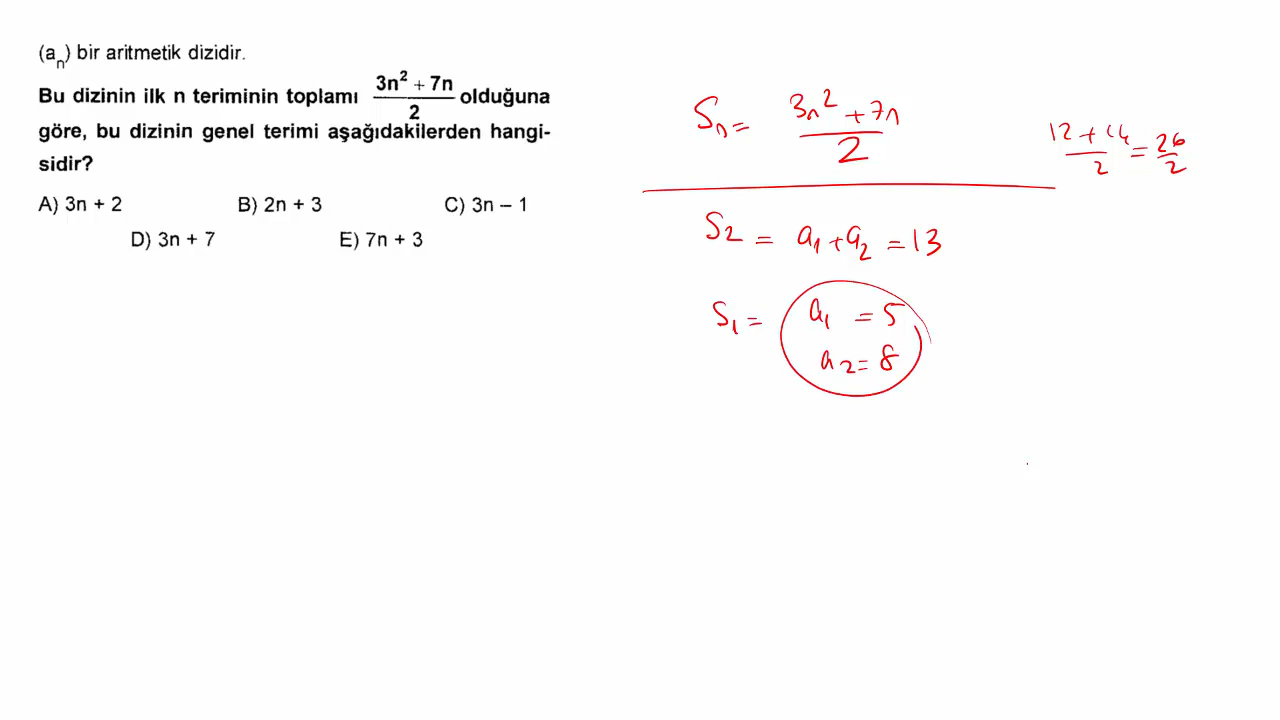 (aₙ) bir aritmetik dizidir.
Bu dizinin ilk n teriminin toplamı (3n² + 7n)/2 olduğuna
göre, bu dizinin genel terimi aşağıdakilerden hangi-
sidir?
A) 3n + 2 B) 2n + 3 C) 3n – 1
D) 3n + 7 E) 7n + 3
Sₙ = (3n² + 7n)/2
(12 + 14)/2 = 26/2
S₂ = a₁ + a₂ = 13
S₁ = a₁ = 5
a₂ = 8